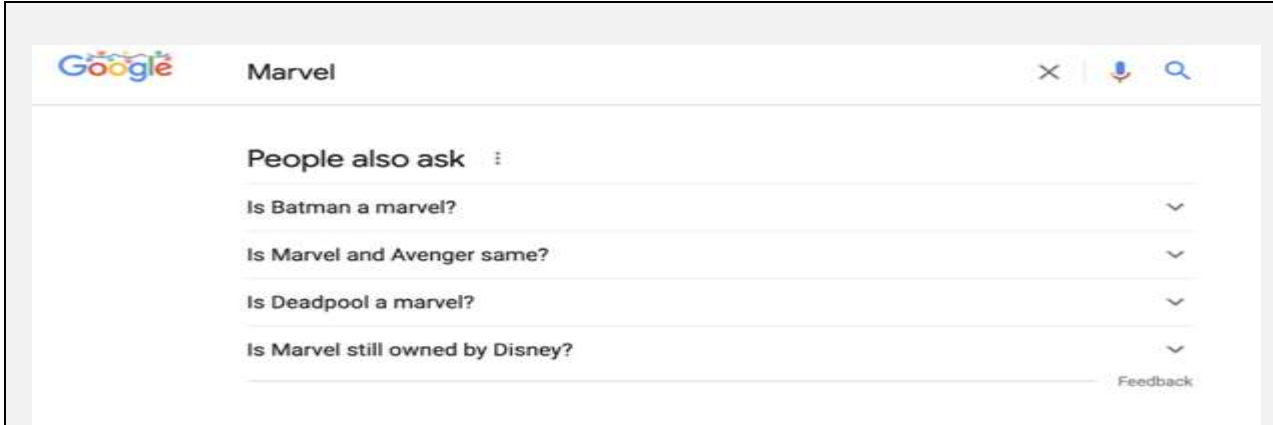 Google
Marvel
People also ask
Is Batman a marvel?
Is Marvel and Avenger same?
Is Deadpool a marvel?
Is Marvel still owned by Disney?
Feedback